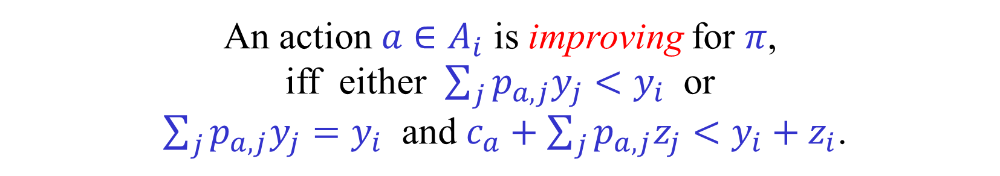 An action a ∈ A_i is improving for π,
iff either ∑_j p_{a,j} y_j < y_i or
∑_j p_{a,j} y_j = y_i and c_a + ∑_j p_{a,j} z_j < y_i + z_i.